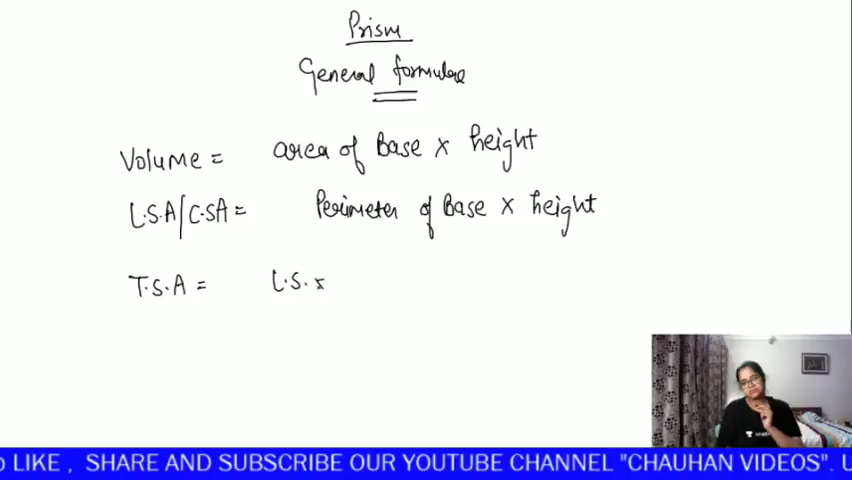 Prism
General formulae
Volume = area of Base × height
L.S.A/C.SA = Perimeter of Base × height
T.S.A = L.S. x
O LIKE , SHARE AND SUBSCRIBE OUR YOUTUBE CHANNEL "CHAUHAN VIDEOS". U